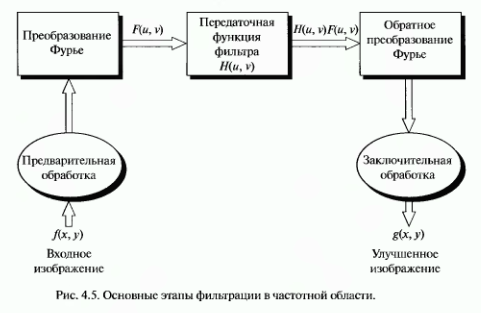 Преобразование
Фурье
F(u, v)
Передаточная
функция
фильтра
H(u, v)
H(u, v)F(u, v)
Обратное
преобразование
Фурье
Предварительная
обработка
Заключительная
обработка
f(x, y)
Входное
изображение
g(x, y)
Улучшенное
изображение
Рис. 4.5. Основные этапы фильтрации в частотной области.